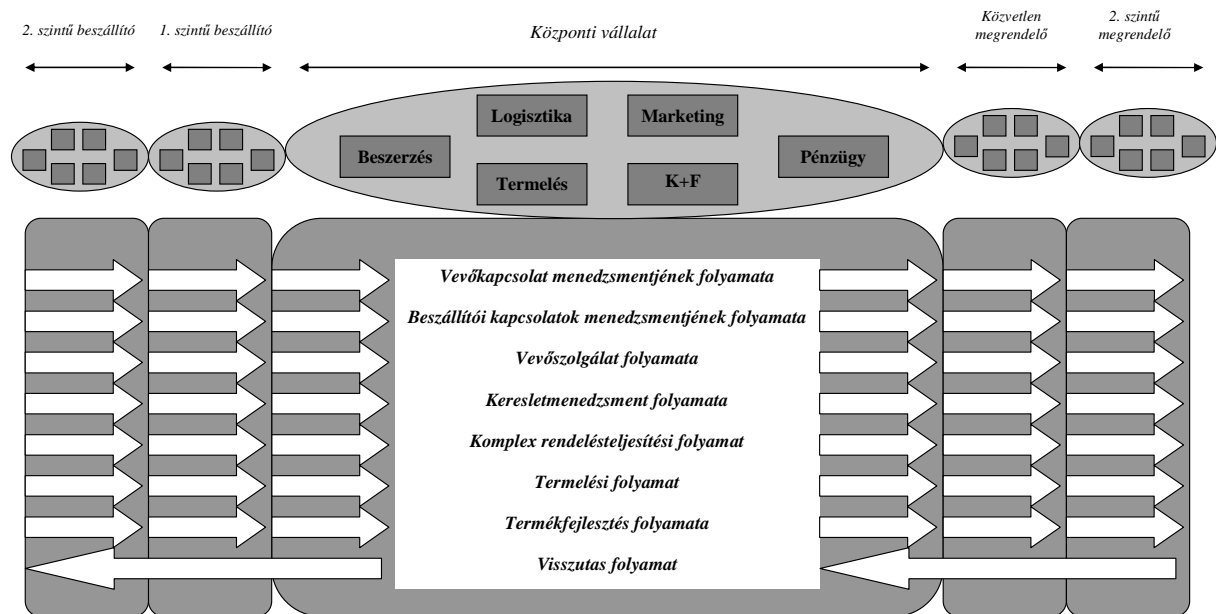 2. szintű beszállító
1. szintű beszállító
Központi vállalat
Közvetlen
megrendelő
2. szintű
megrendelő
Logisztika
Marketing
Beszerzés
Pénzügy
Termelés
K+F
Vevőkapcsolat menedzsmentjének folyamata
Beszállítói kapcsolatok menedzsmentjének folyamata
Vevőszolgálat folyamata
Keresletmenedzsment folyamata
Komplex rendelésteljesítési folyamat
Termelési folyamat
Termékfejlesztés folyamata
Visszutas folyamat